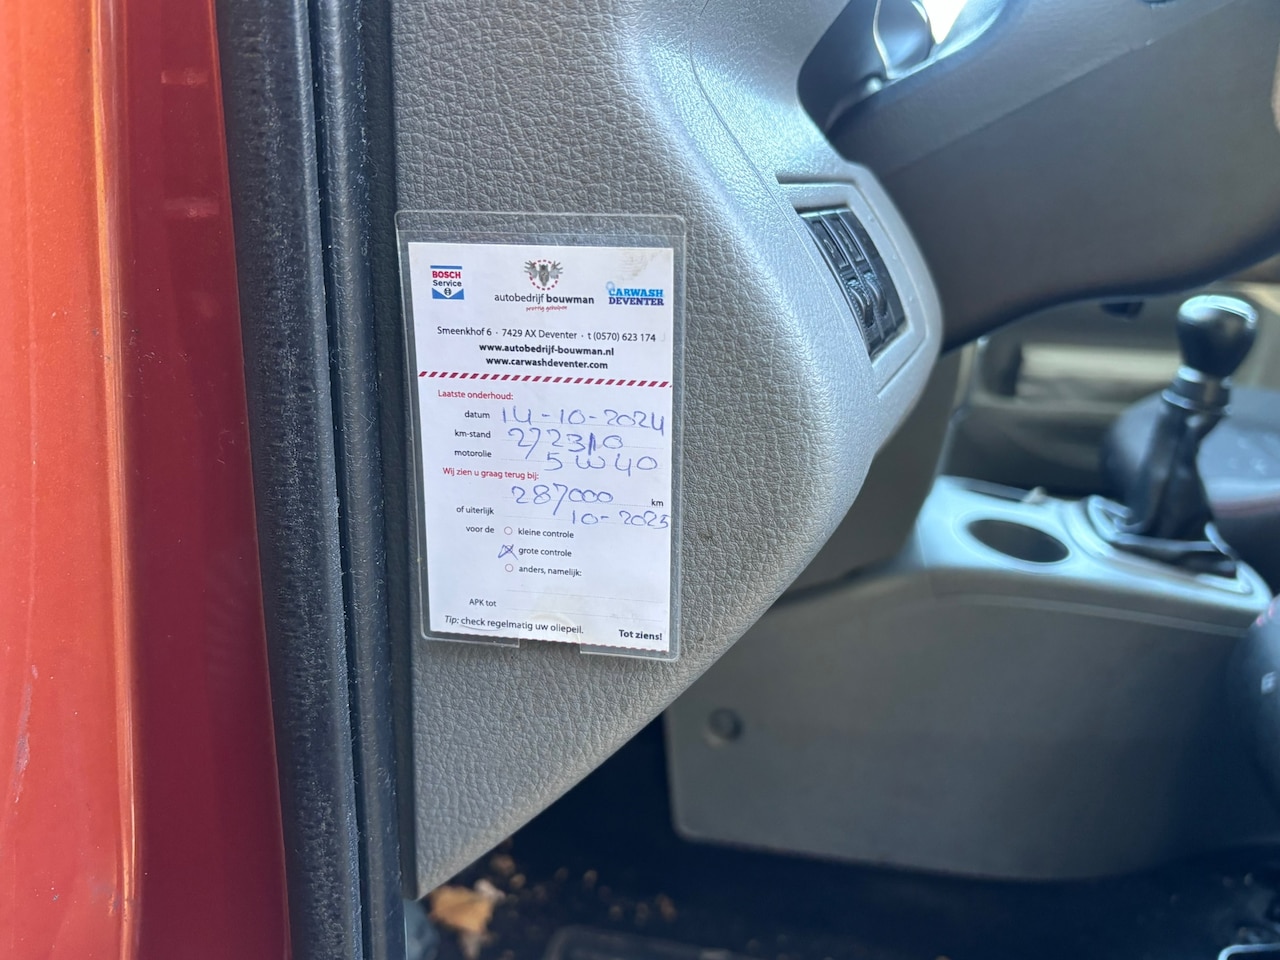 BOSCH
Service
autobedrijf bouwman
CARWASH
DEVENTER
Smeenkhof 6 · 7429 AX Deventer · t (0570) 623 174
www.autobedrijf-bouwman.nl
www.carwashdeventer.com
Laatste onderhoud:
datum 14-10-2024
km-stand 272310
motorolie 5W40
Wij zien u graag terug bij:
287000 km
of uiterlijk 10-2025
voor de kleine controle
grote controle
anders, namelijk:
APK tot
Tip: check regelmatig uw oliepeil.
Tot ziens!